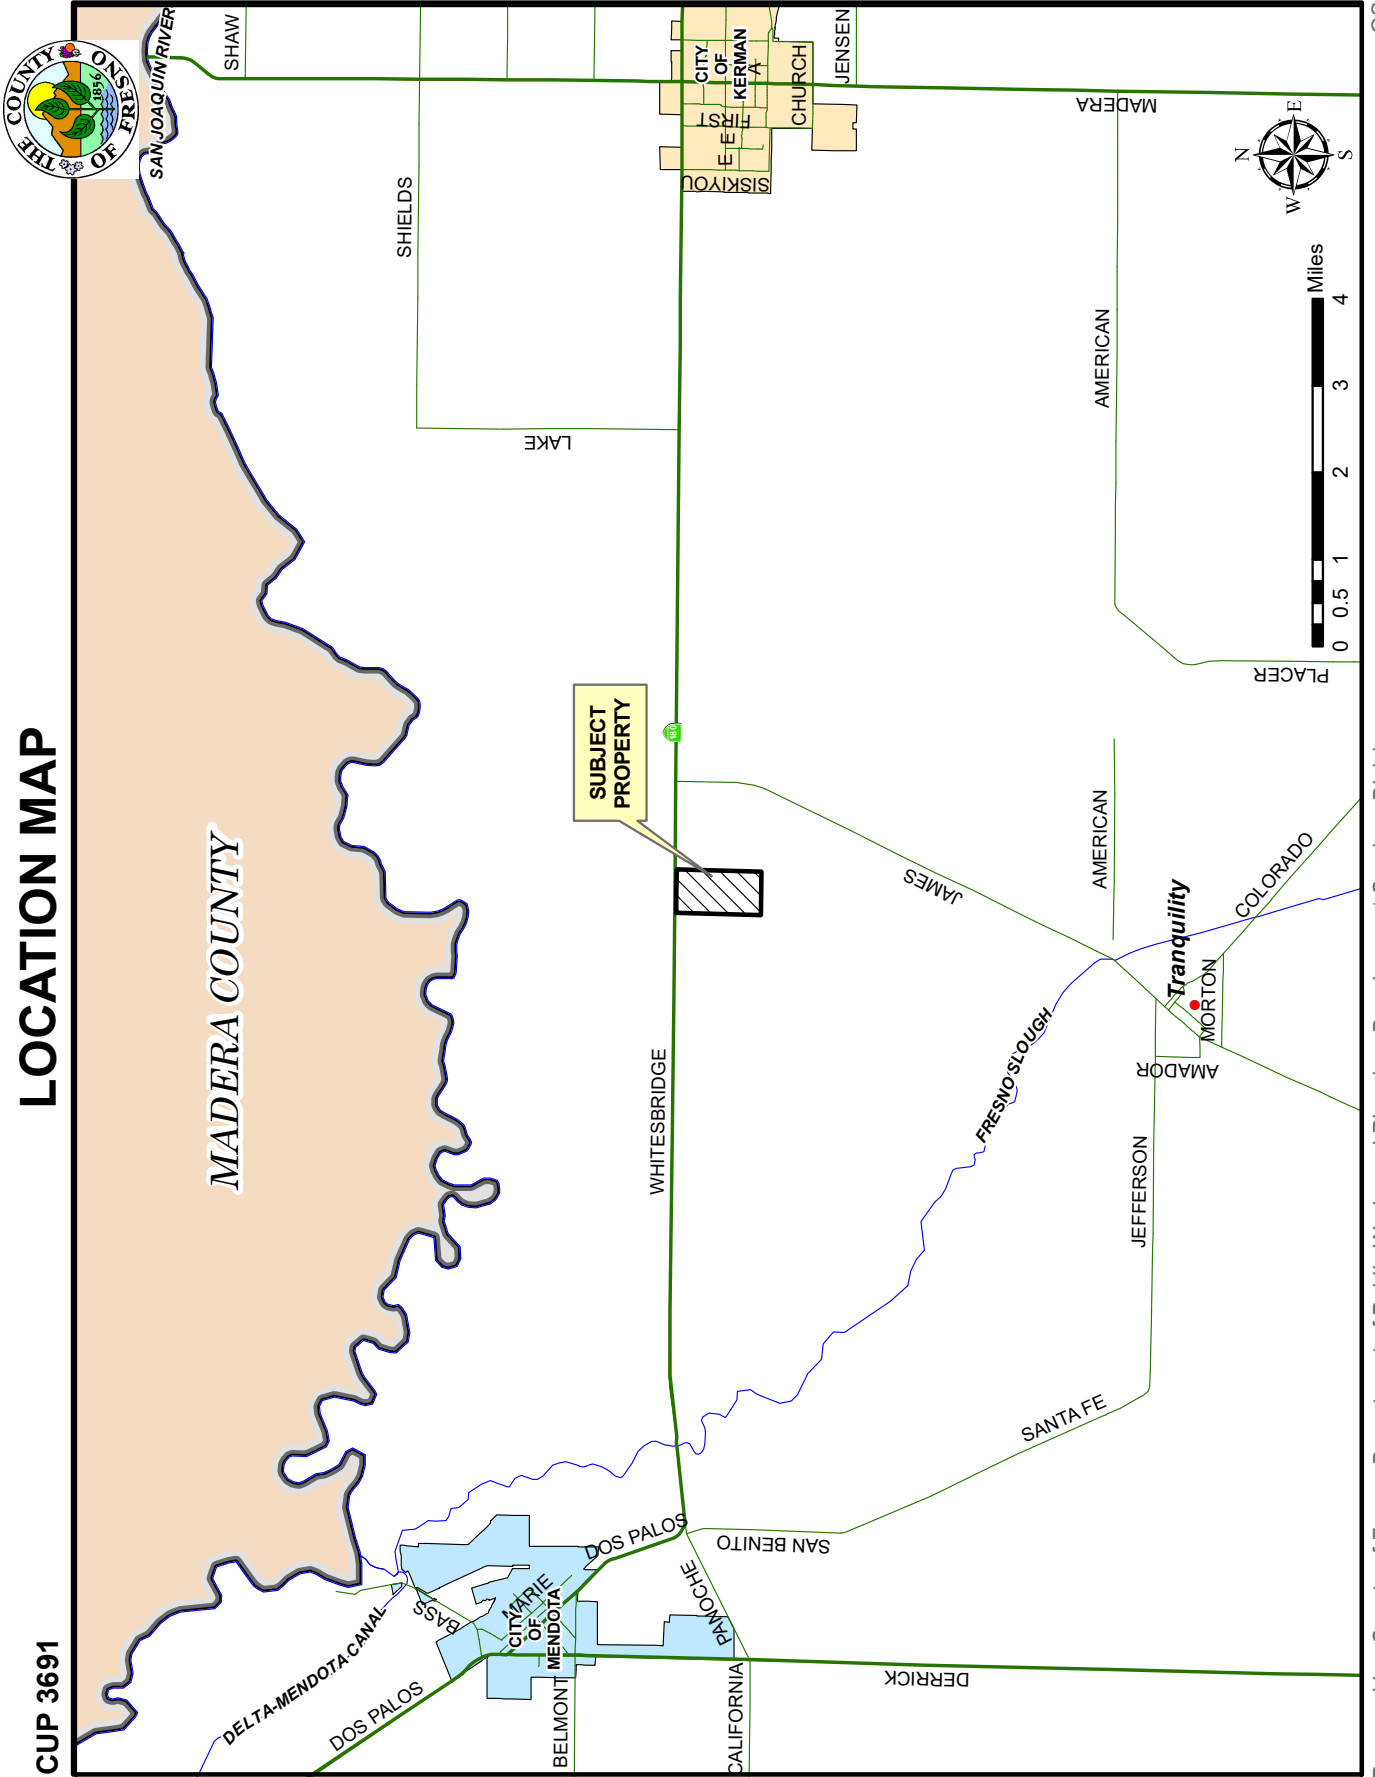 CUP 3691
LOCATION MAP
THE COUNTY OF FRESNO
1856
MADERA COUNTY
SAN JOAQUIN RIVER
SHAW
SHIELDS
LAKE
DELTA-MENDOTA CANAL
DOS PALOS
BASS
MARIE
CITY
OF
MENDOTA
BELMONT
DOS PALOS
PANOCHE
CALIFORNIA
SAN BENITO
DERRICK
SANTA FE
WHITESBRIDGE
SUBJECT
PROPERTY
180
CITY
OF
KERMAN
A
FIRST
E
E
SISKIYOU
CHURCH
JENSEN
MADERA
FRESNO SLOUGH
JAMES
AMERICAN
AMERICAN
JEFFERSON
AMADOR
Tranquility
MORTON
COLORADO
PLACER
N
E
S
W
0 0.5 1 2 3 4
Miles